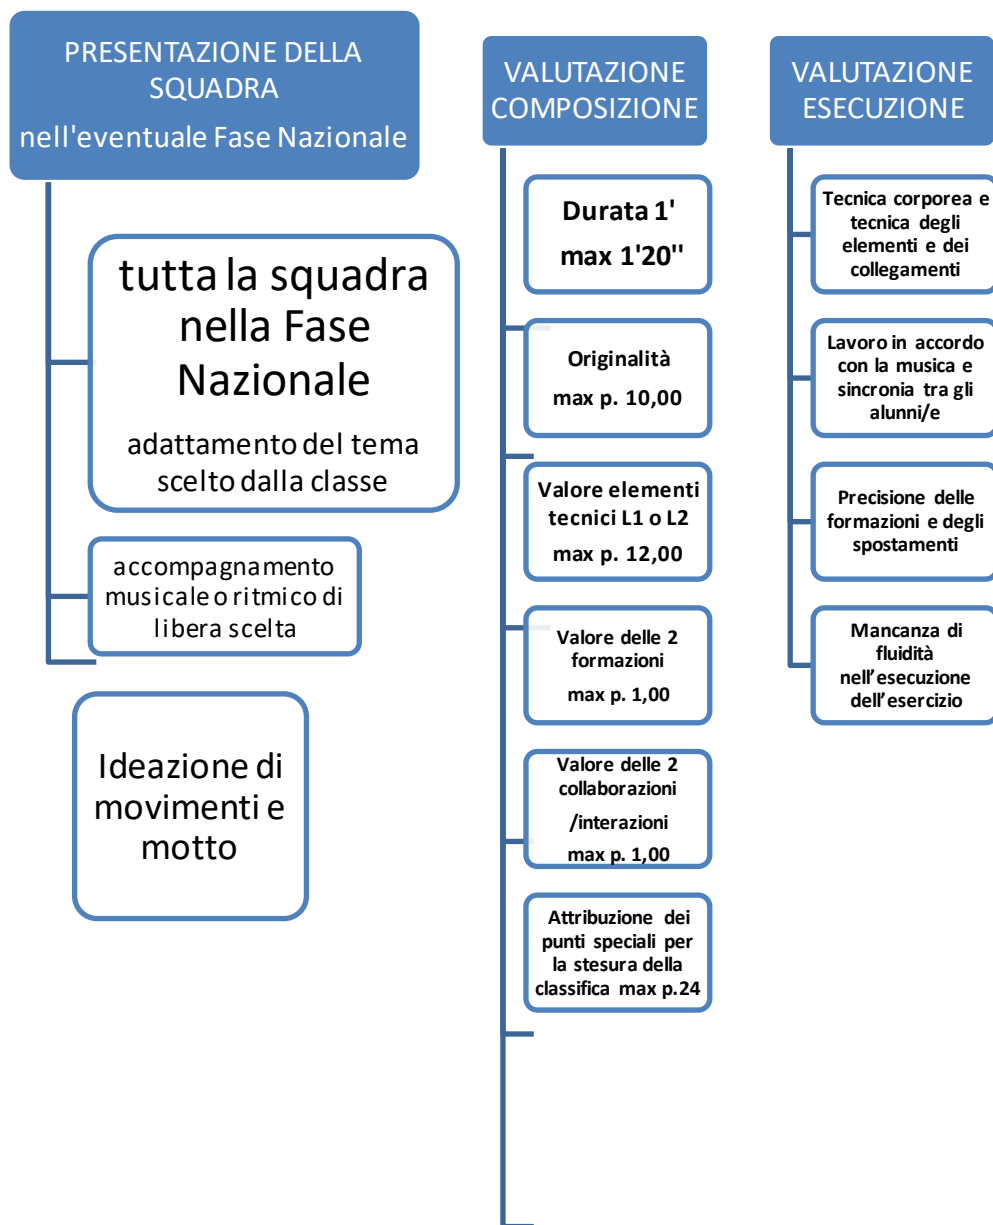 PRESENTAZIONE DELLA
SQUADRA
nell'eventuale Fase Nazionale
tutta la squadra
nella Fase
Nazionale
adattamento del tema
scelto dalla classe
accompagnamento
musicale o ritmico di
libera scelta
Ideazione di
movimenti e
motto
VALUTAZIONE
COMPOSIZIONE
Durata 1'
max 1'20''
Originalità
max p. 10,00
Valore elementi
tecnici L1 o L2
max p. 12,00
Valore delle 2
formazioni
max p. 1,00
Valore delle 2
collaborazioni
/interazioni
max p. 1,00
Attribuzione dei
punti speciali per
la stesura della
classifica max p.24
VALUTAZIONE
ESECUZIONE
Tecnica corporea e
tecnica degli
elementi e dei
collegamenti
Lavoro in accordo
con la musica e
sincronia tra gli
alunni/e
Precisione delle
formazioni e degli
spostamenti
Mancanza di
fluidità
nell’esecuzione
dell’esercizio